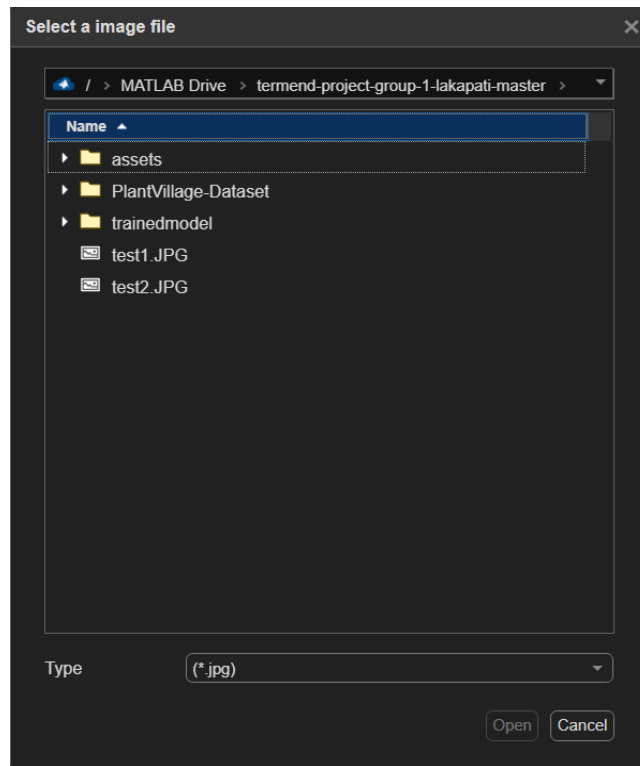 Select a image file
/ > MATLAB Drive > termend-project-group-1-lakapati-master >
Name
assets
PlantVillage-Dataset
trainedmodel
test1.JPG
test2.JPG
Type (*.jpg)
Open Cancel